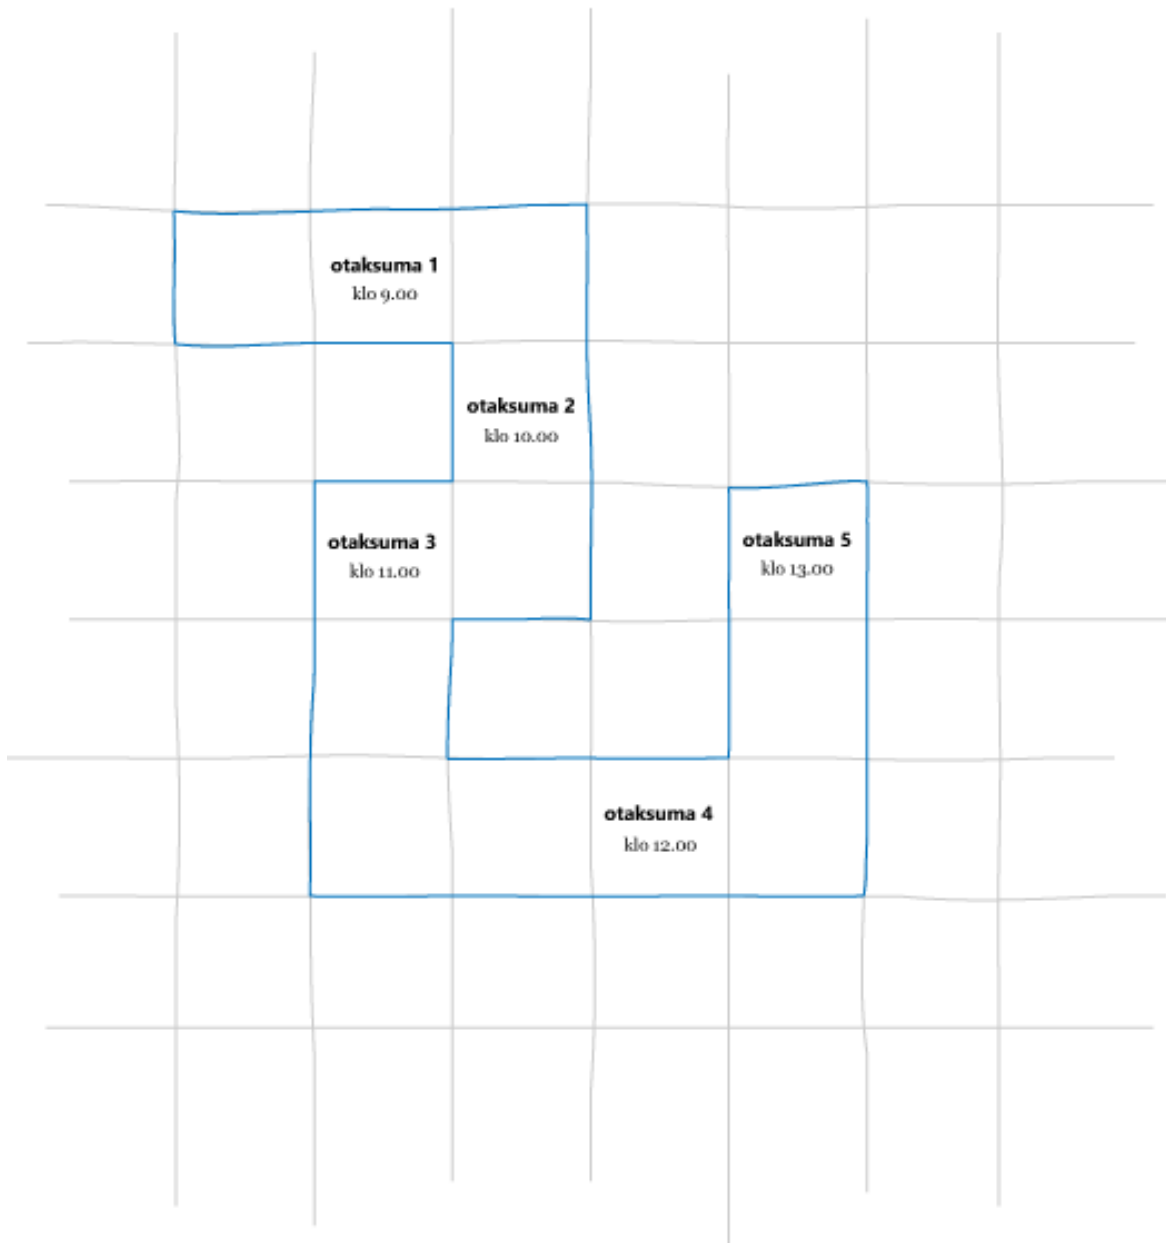 otaksuma 1
klo 9.00
otaksuma 2
klo 10.00
otaksuma 3
klo 11.00
otaksuma 5
klo 13.00
otaksuma 4
klo 12.00